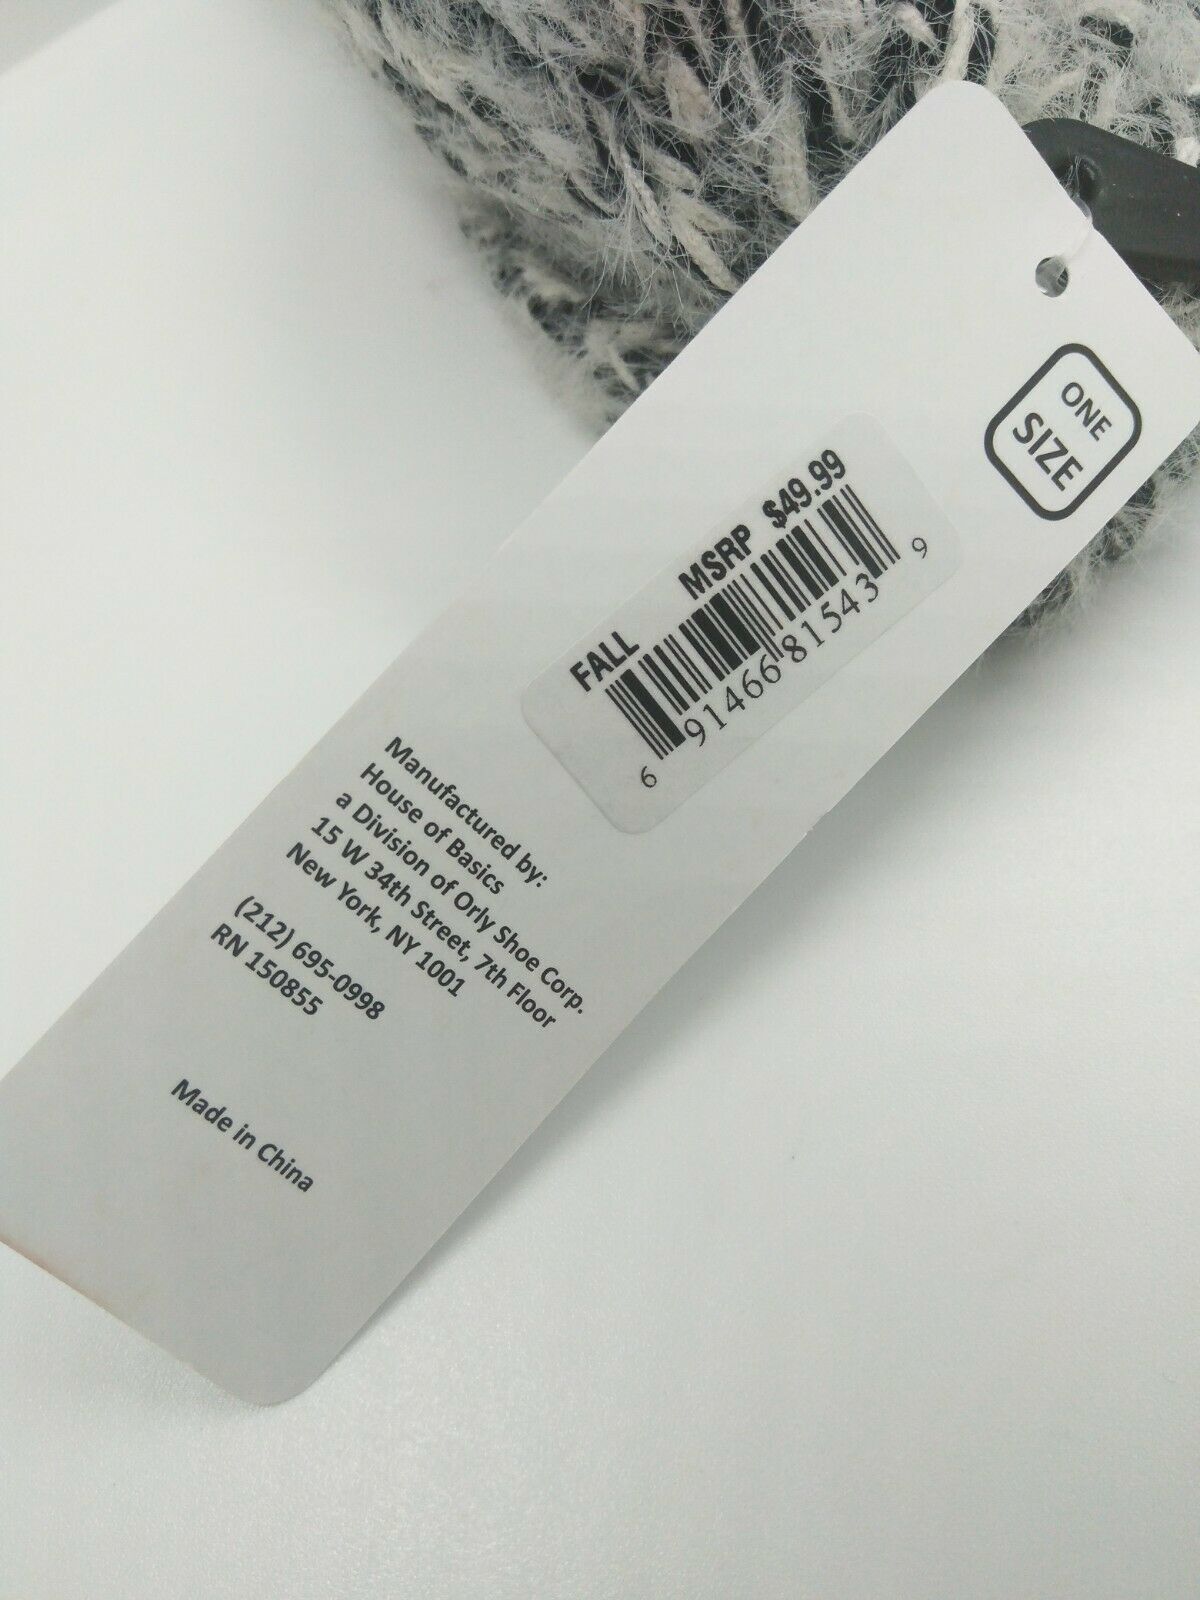 ONE
SIZE
FALL MSRP $49.99
6 91466 81543 9
Manufactured by:
House of Basics
a Division of Orly Shoe Corp.
15 W 34th Street, 7th Floor
New York, NY 1001
(212) 695-0998
RN 150855
Made in China